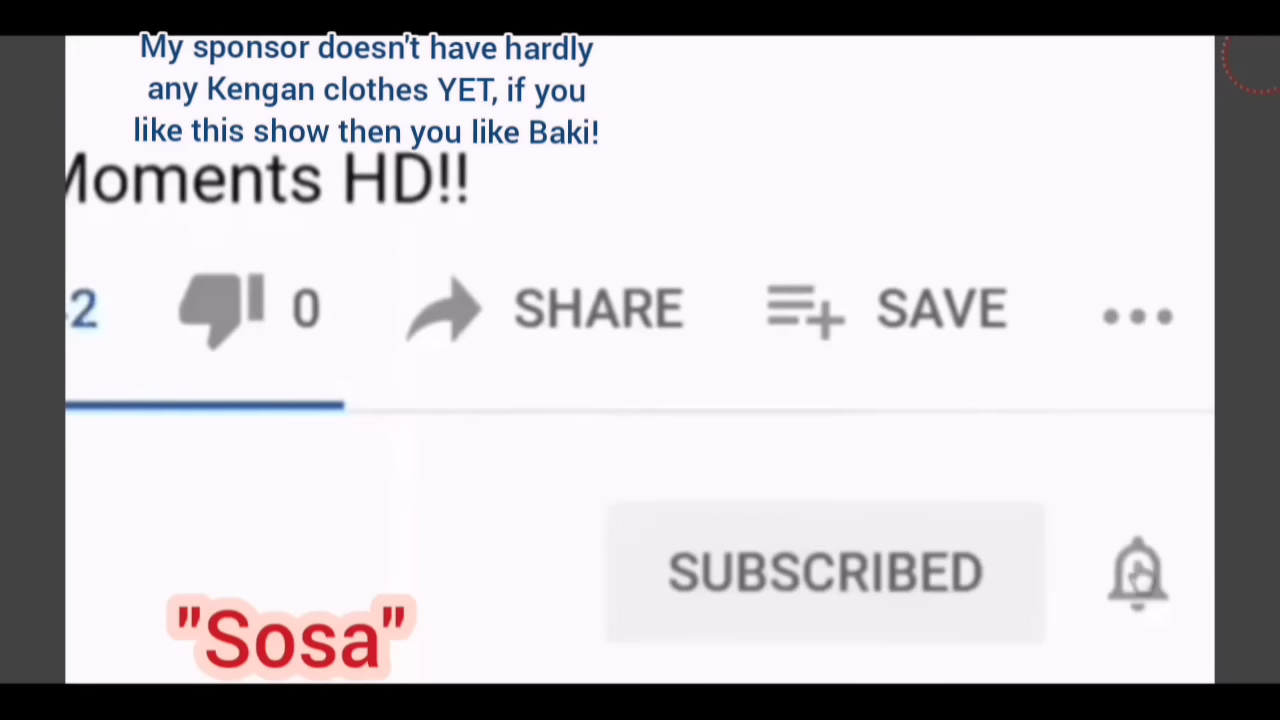 My sponsor doesn't have hardly
any Kengan clothes YET, if you
like this show then you like Baki!
Moments HD!!
2 0 SHARE SAVE
SUBSCRIBED
"Sosa"